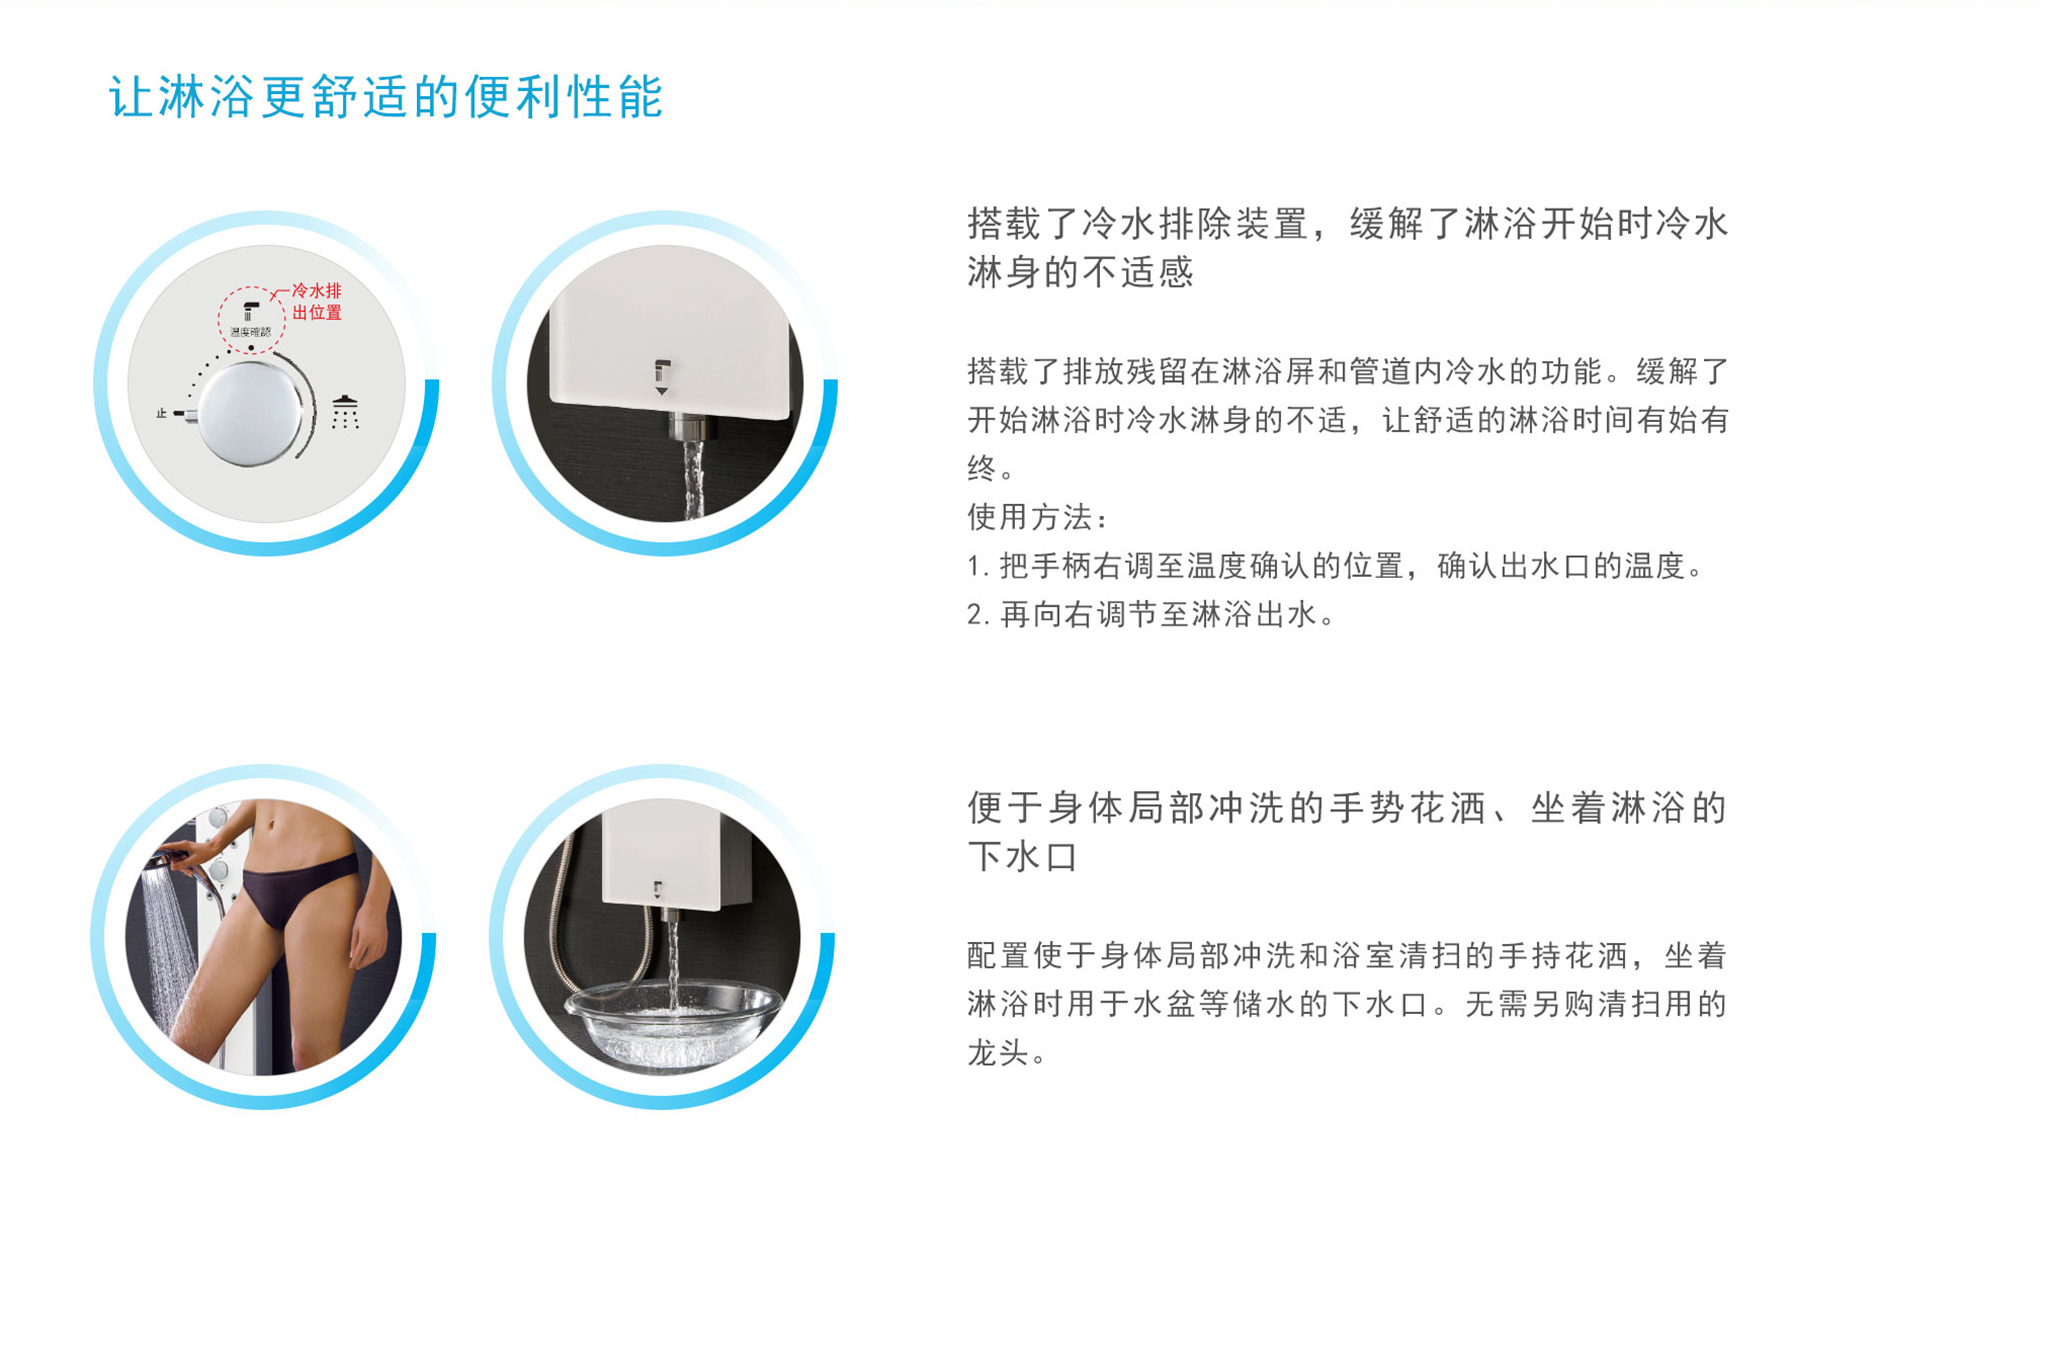 让淋浴更舒适的便利性能
冷水排
出位置
温度確認
止
搭载了冷水排除装置，缓解了淋浴开始时冷水
淋身的不适感
搭载了排放残留在淋浴屏和管道内冷水的功能。缓解了
开始淋浴时冷水淋身的不适，让舒适的淋浴时间有始有
终。
使用方法：
1.把手柄右调至温度确认的位置，确认出水口的温度。
2.再向右调节至淋浴出水。
便于身体局部冲洗的手势花洒、坐着淋浴的
下水口
配置使于身体局部冲洗和浴室清扫的手持花洒，坐着
淋浴时用于水盆等储水的下水口。无需另购清扫用的
龙头。